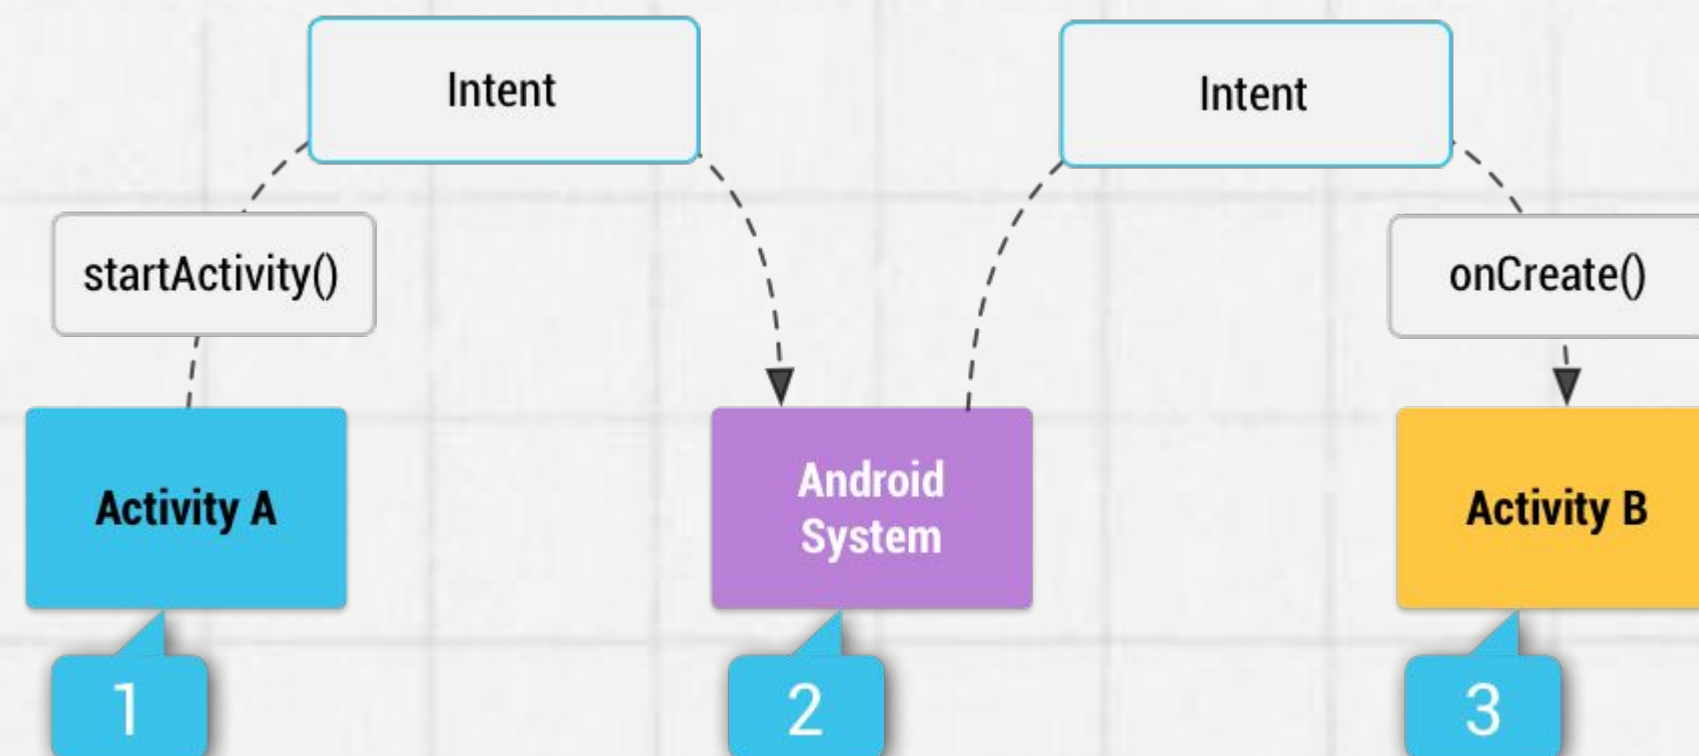 Intent
Intent
startActivity()
onCreate()
Activity A
Android
System
Activity B
1
2
3